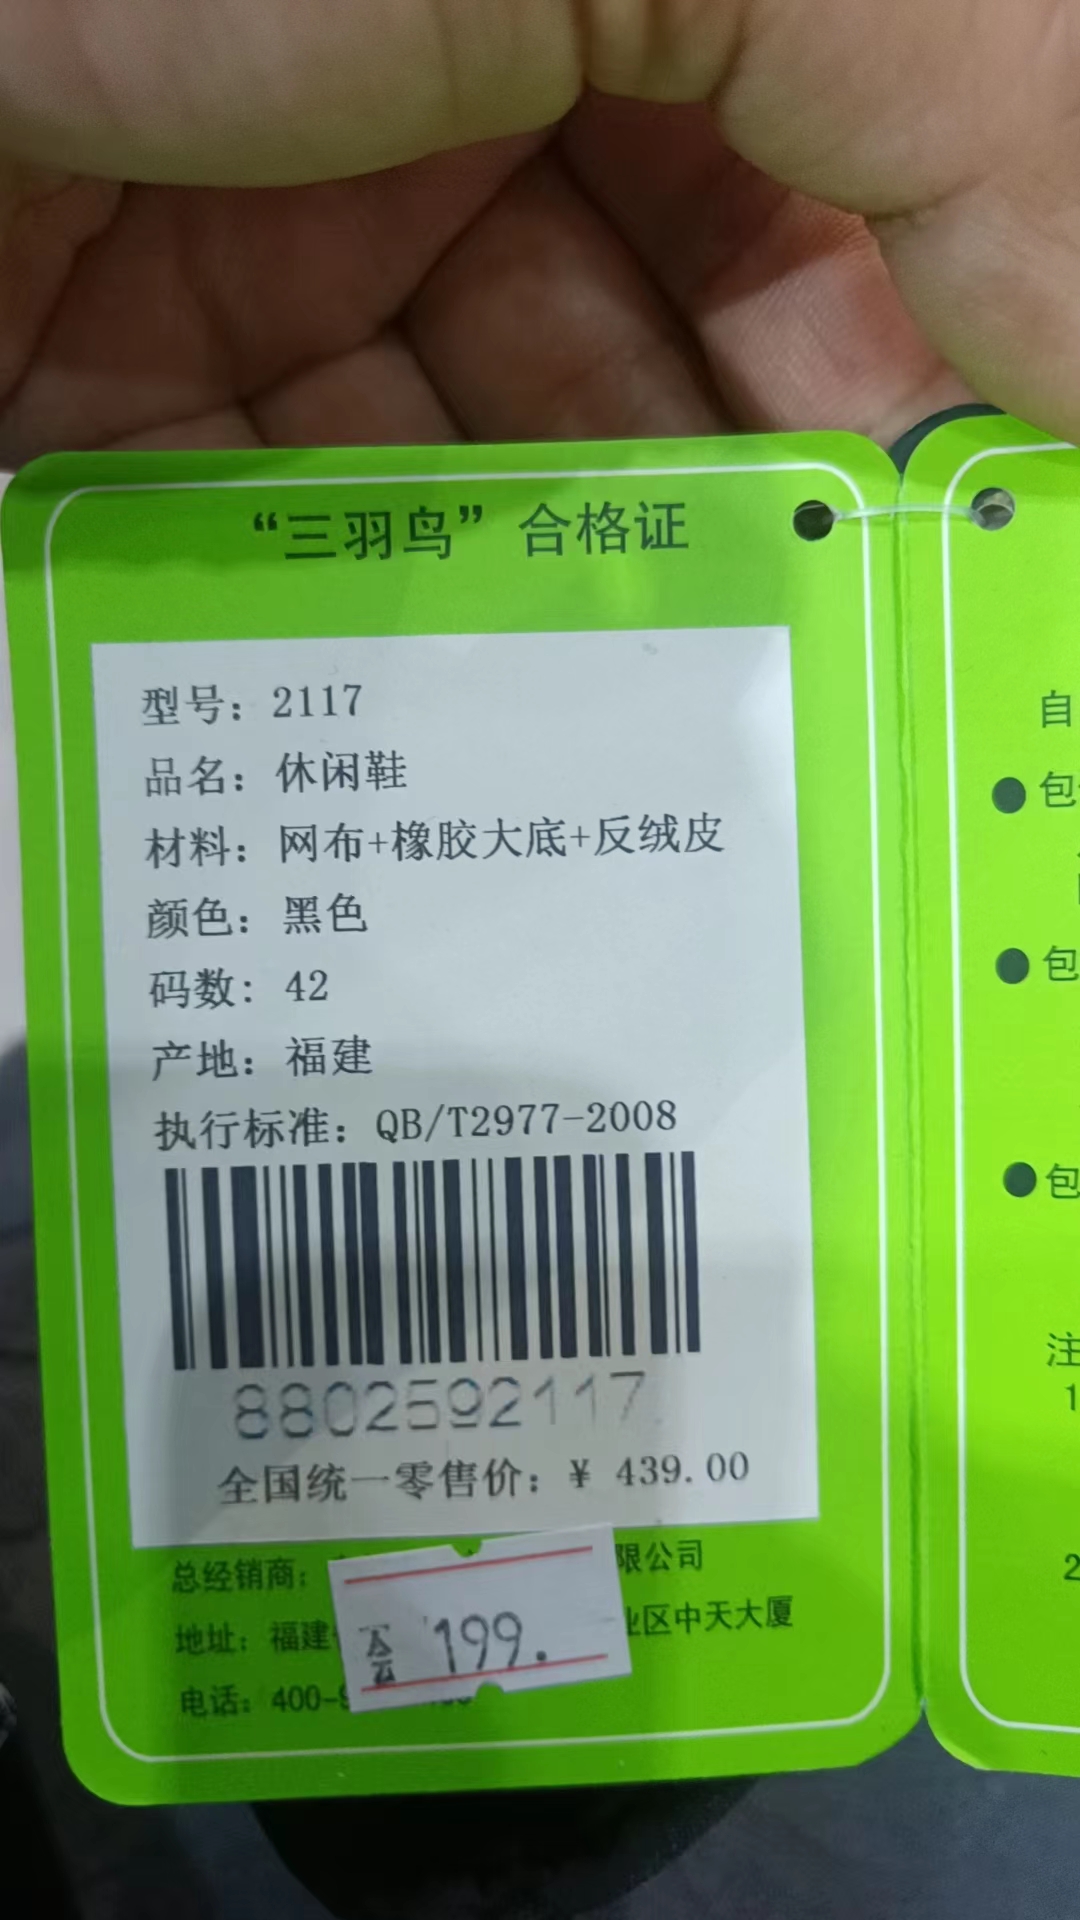 “三羽鸟”合格证
型号：2117
品名：休闲鞋
材料：网布+橡胶大底+反绒皮
颜色：黑色
码数：42
产地：福建
执行标准：QB/T2977-2008
8802592117
全国统一零售价：¥ 439.00
总经销商： 限公司
地址：福建 业区中天大厦
电话：400-
199.
自
包
包
包
注
1
2